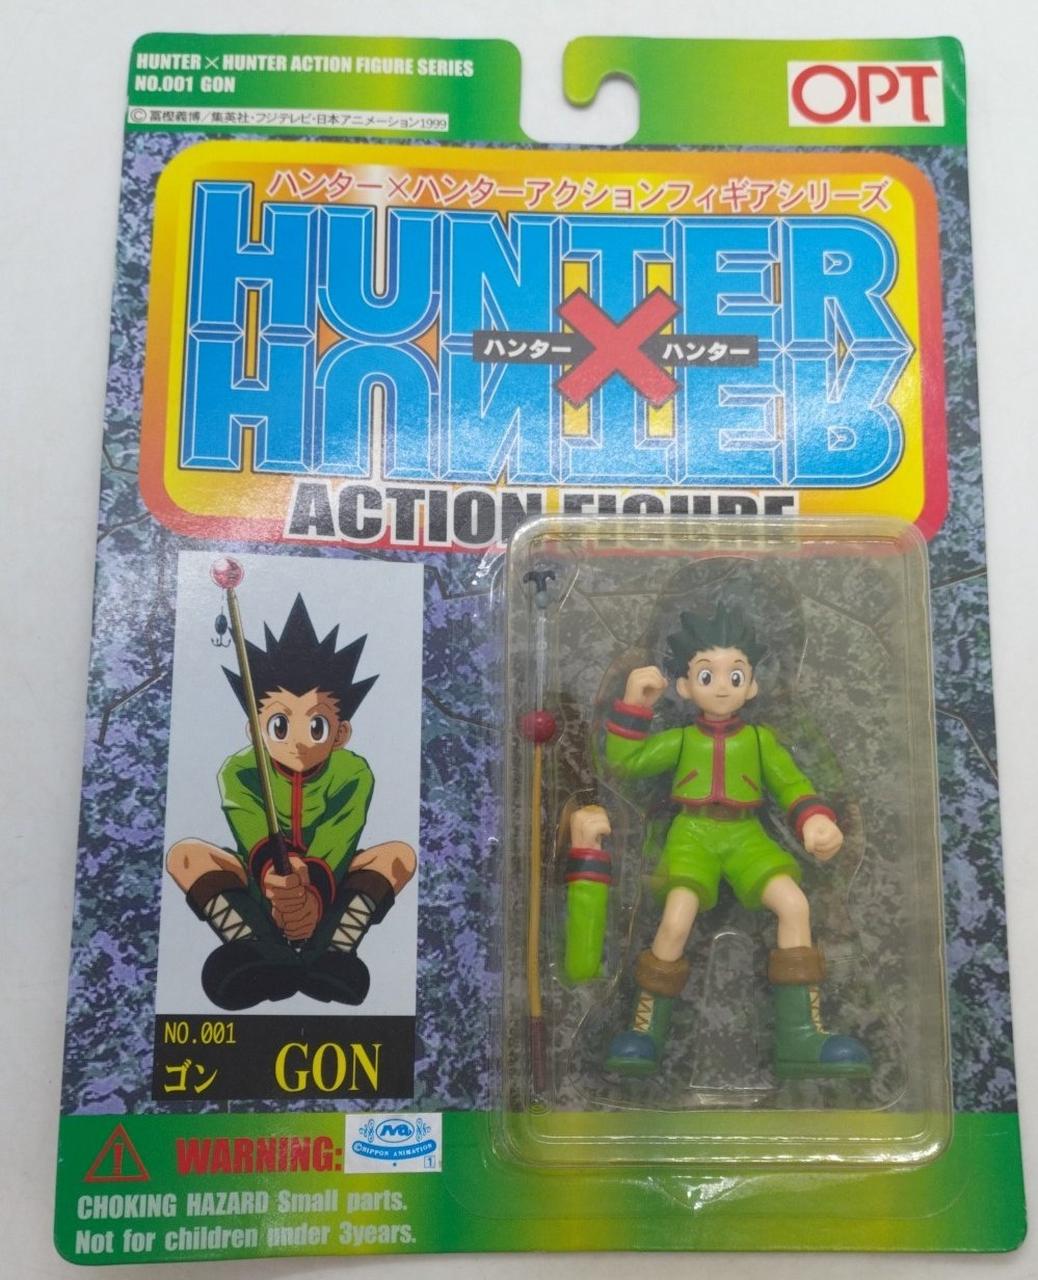 HUNTER×HUNTER ACTION FIGURE SERIES
NO.001 GON
©冨樫義博／集英社・フジテレビ・日本アニメーション1999
OPT
ハンター×ハンターアクションフィギアシリーズ
HUNTER
ハンター×ハンター
HUNTER
ACTION FIGURE
NO.001
ゴン GON
WARNING:
NA
©NIPPON ANIMATION
1
CHOKING HAZARD Small parts.
Not for children under 3years.